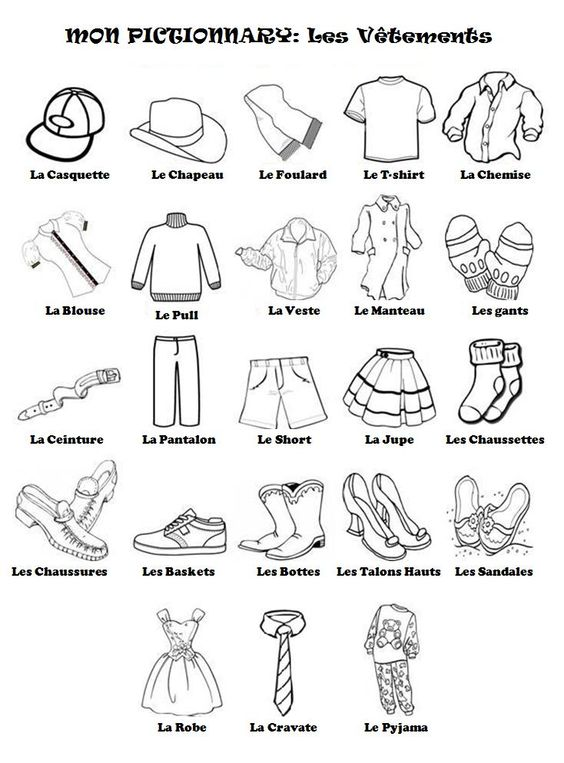 MON PICTIONNARY: Les Vêtements
La Casquette Le Chapeau Le Foulard Le T-shirt La Chemise
La Blouse Le Pull La Veste Le Manteau Les gants
La Ceinture La Pantalon Le Short La Jupe Les Chaussettes
Les Chaussures Les Baskets Les Bottes Les Talons Hauts Les Sandales
La Robe La Cravate Le Pyjama